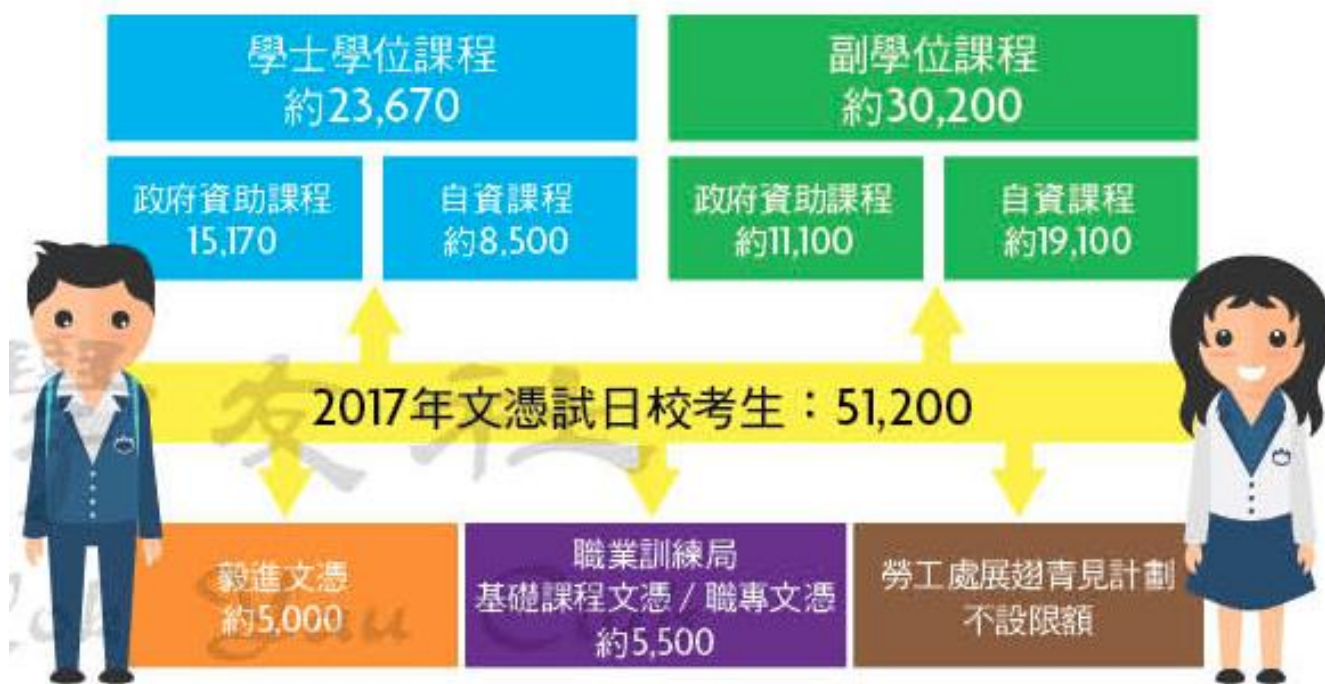 學士學位課程
約23,670
副學位課程
約30,200
政府資助課程
15,170
自資課程
約8,500
政府資助課程
約11,100
自資課程
約19,100
2017年文憑試日校考生：51,200
毅進文憑
約5,000
職業訓練局
基礎課程文憑 / 職專文憑
約5,500
勞工處展翅青見計劃
不設限額
友社